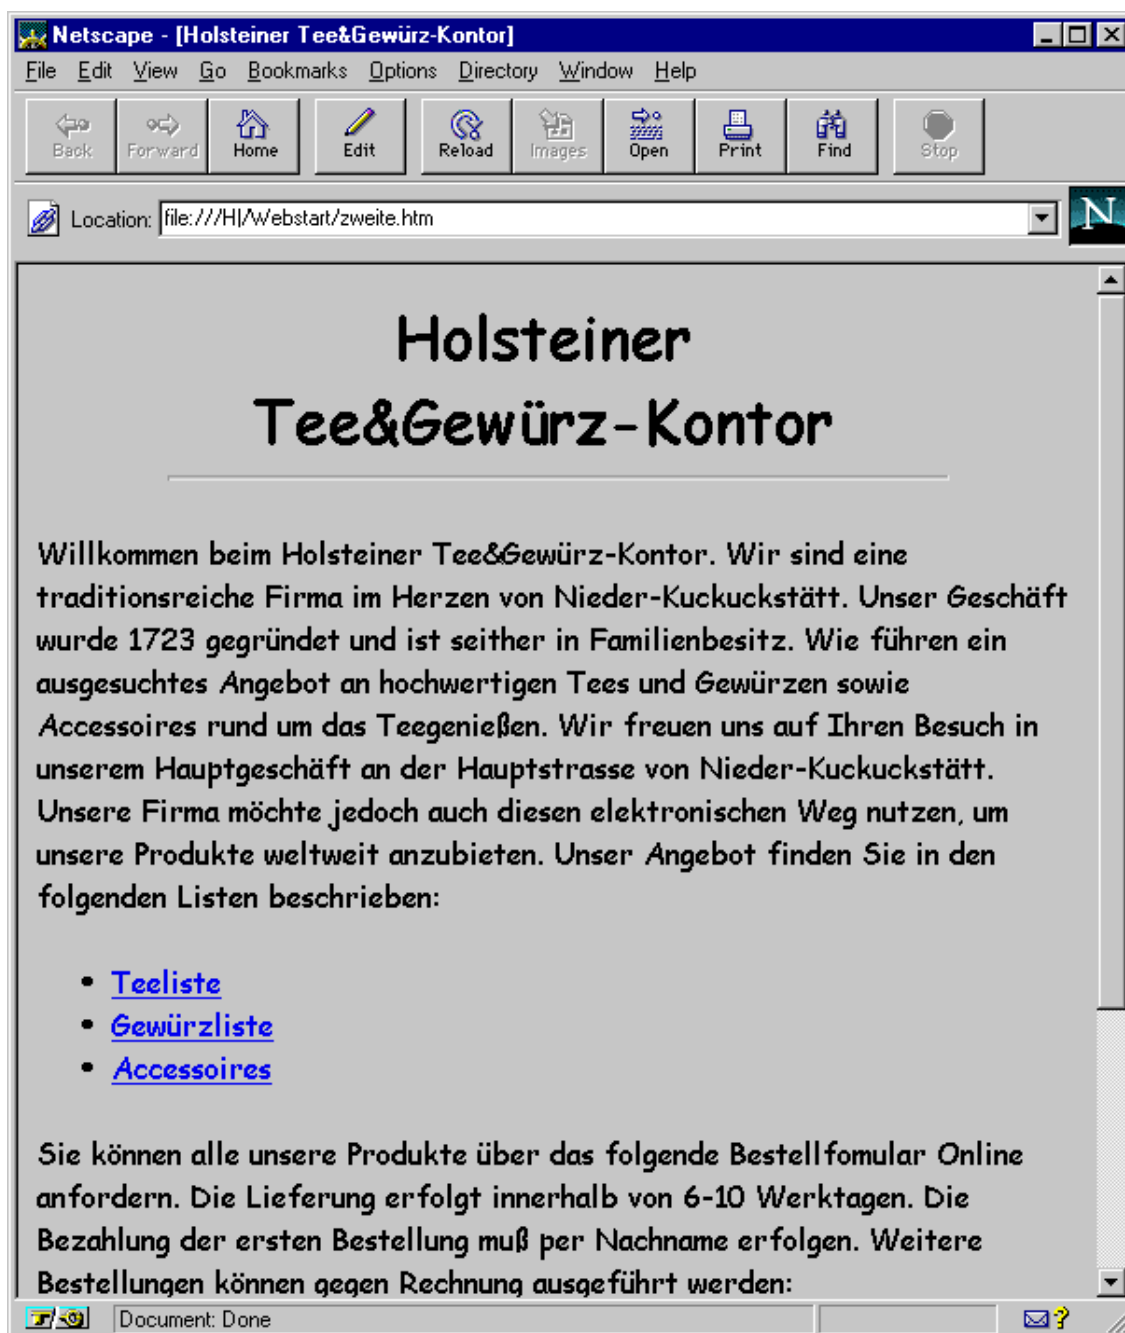 Netscape - [Holsteiner Tee&Gewürz-Kontor]
File Edit View Go Bookmarks Options Directory Window Help
Back Forward Home Edit Reload Images Open Print Find Stop
Location: file:///H|/Webstart/zweite.htm
N
Holsteiner
Tee&Gewürz-Kontor
Willkommen beim Holsteiner Tee&Gewürz-Kontor. Wir sind eine
traditionsreiche Firma im Herzen von Nieder-Kuckuckstätt. Unser Geschäft
wurde 1723 gegründet und ist seither in Familienbesitz. Wie führen ein
ausgesuchtes Angebot an hochwertigen Tees und Gewürzen sowie
Accessoires rund um das Teegenießen. Wir freuen uns auf Ihren Besuch in
unserem Hauptgeschäft an der Hauptstrasse von Nieder-Kuckuckstätt.
Unsere Firma möchte jedoch auch diesen elektronischen Weg nutzen, um
unsere Produkte weltweit anzubieten. Unser Angebot finden Sie in den
folgenden Listen beschrieben:
• Teeliste
• Gewürzliste
• Accessoires
Sie können alle unsere Produkte über das folgende Bestellfomular Online
anfordern. Die Lieferung erfolgt innerhalb von 6-10 Werktagen. Die
Bezahlung der ersten Bestellung muß per Nachname erfolgen. Weitere
Bestellungen können gegen Rechnung ausgeführt werden:
Document: Done